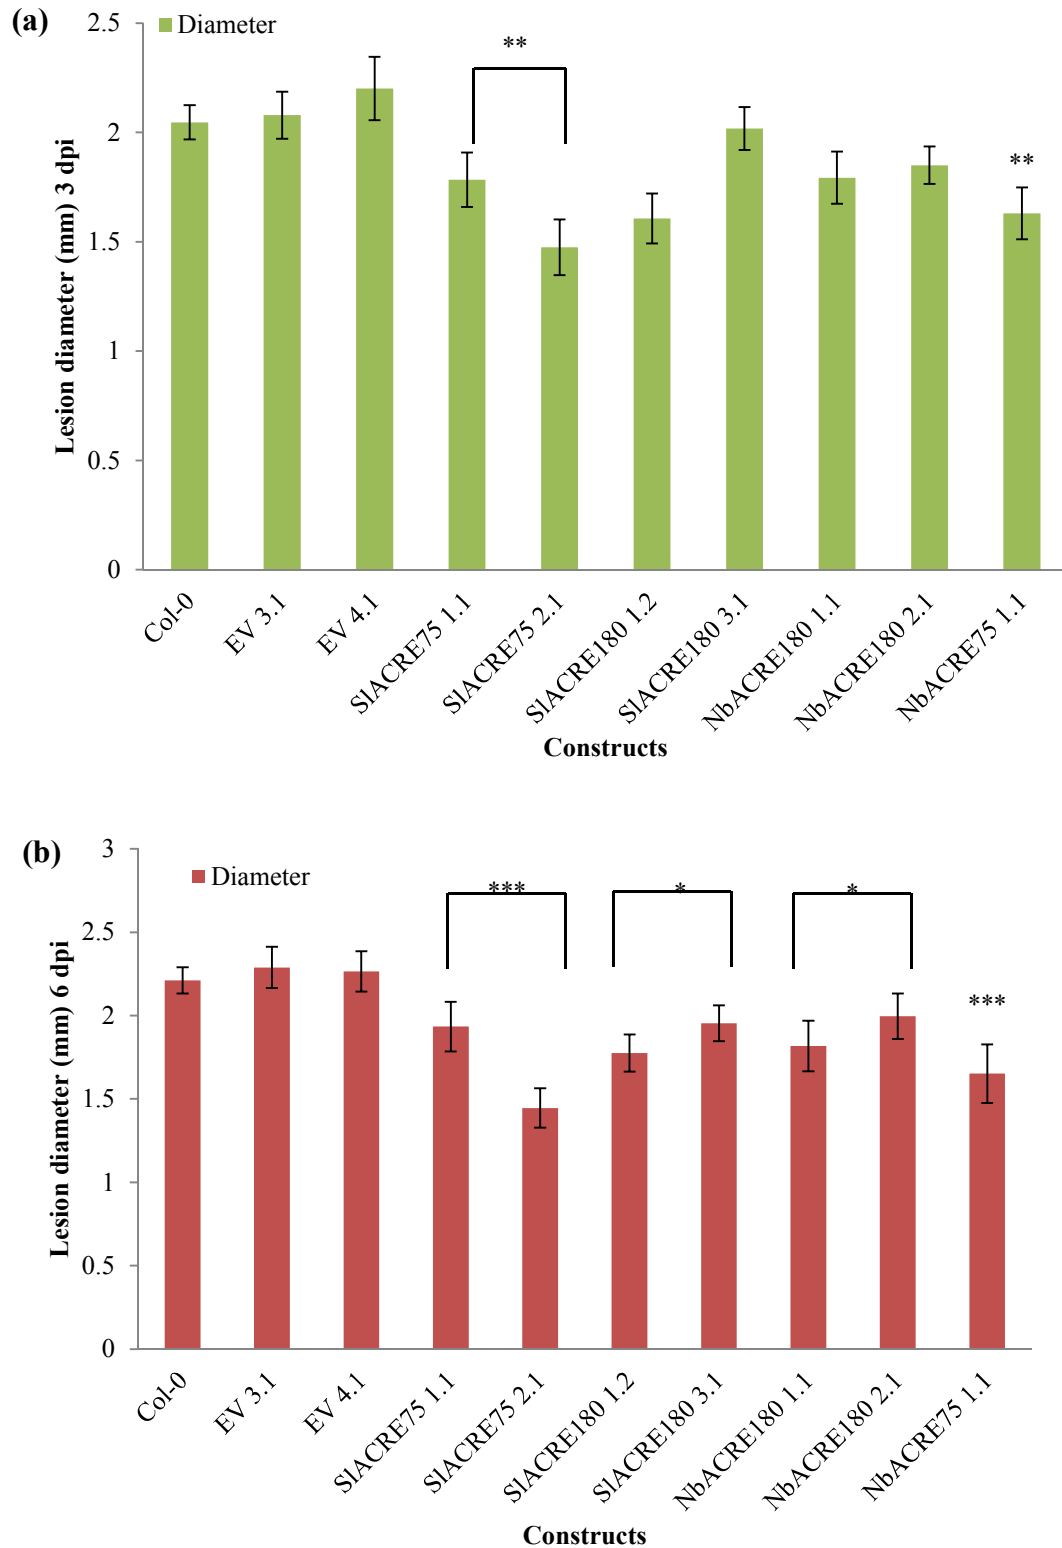 (a)
2.5
2
1.5
1
0.5
0
Lesion diameter (mm) 3 dpi
Diameter
**
**
Col-0
EV 3.1
EV 4.1
SlACRE75 1.1
SlACRE75 2.1
SlACRE180 1.2
SlACRE180 3.1
NbACRE180 1.1
NbACRE180 2.1
NbACRE75 1.1
Constructs
(b)
3
2.5
2
1.5
1
0.5
0
Lesion diameter (mm) 6 dpi
Diameter
***
*
*
***
Col-0
EV 3.1
EV 4.1
SlACRE75 1.1
SlACRE75 2.1
SlACRE180 1.2
SlACRE180 3.1
NbACRE180 1.1
NbACRE180 2.1
NbACRE75 1.1
Constructs